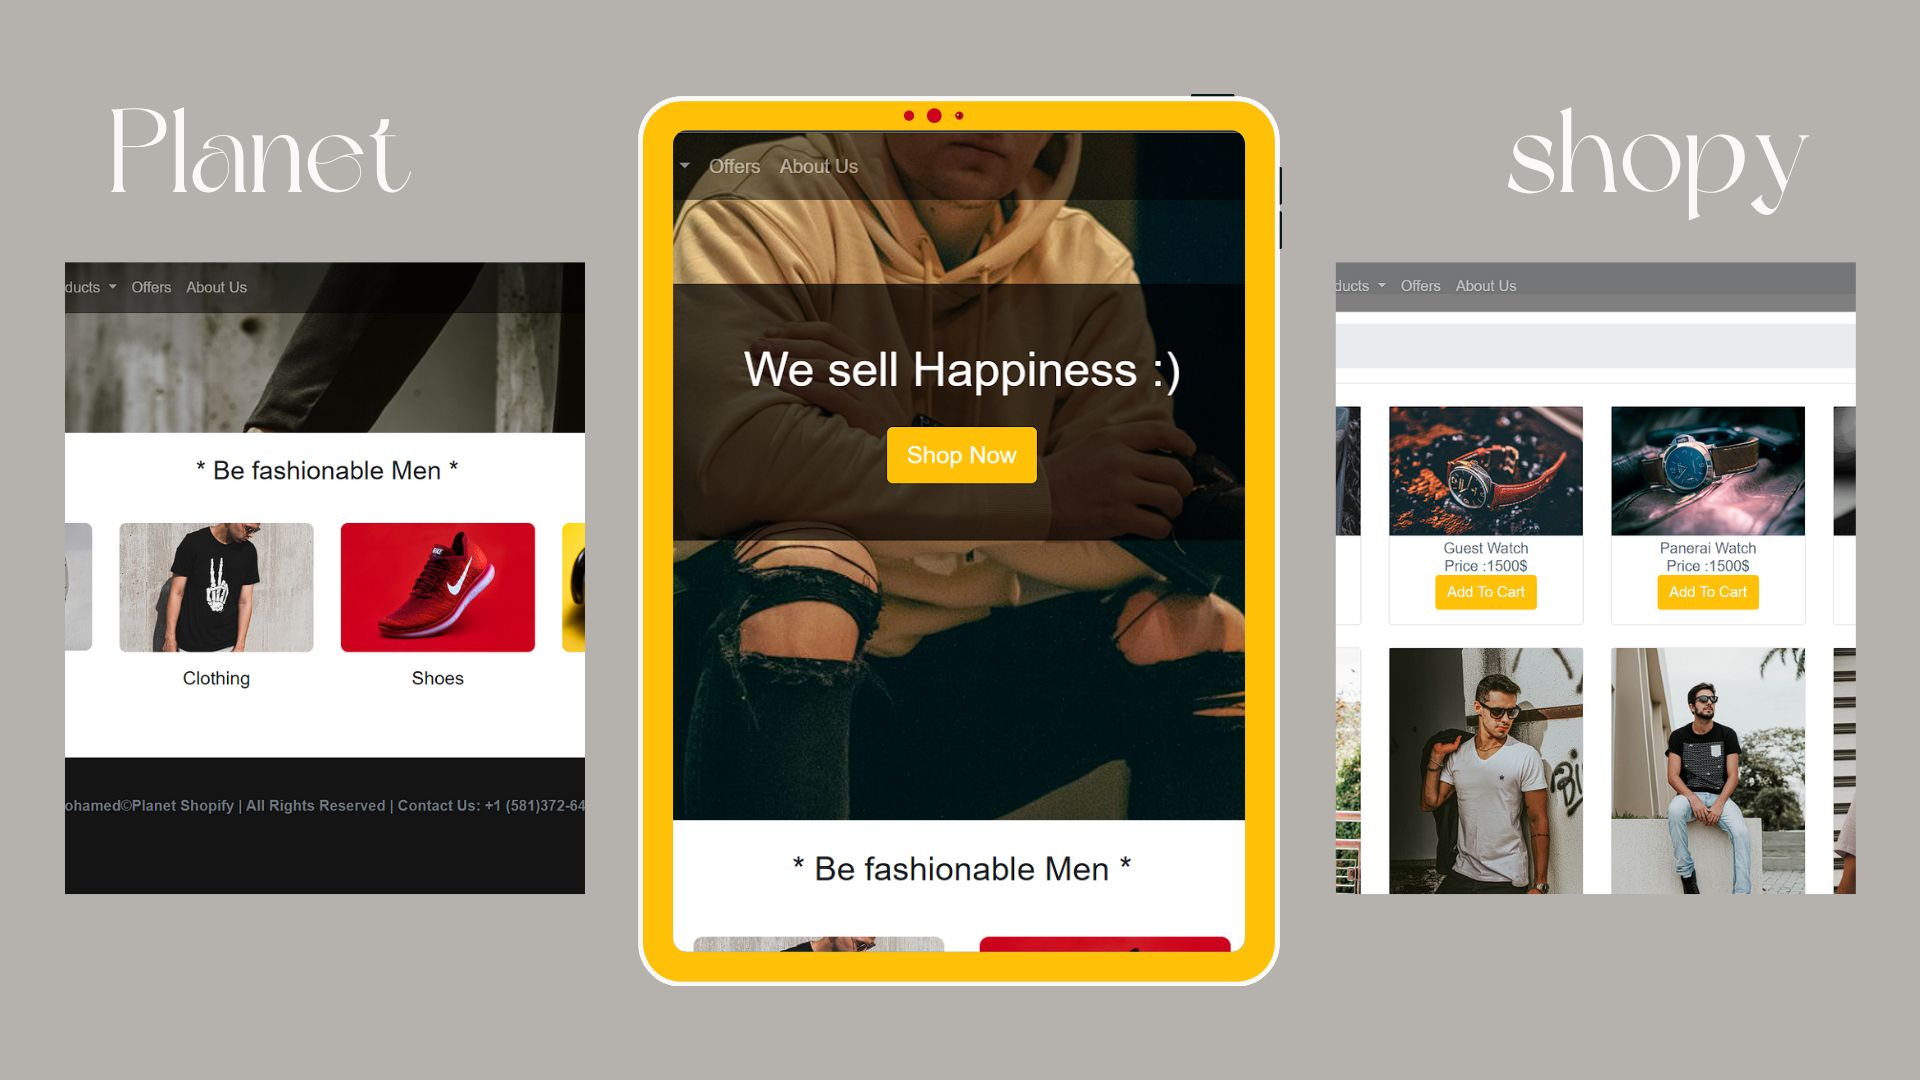 Planet
shopy
ducts Offers About Us
* Be fashionable Men *
Clothing
Shoes
ohamed©Planet Shopify | All Rights Reserved | Contact Us: +1 (581)372-64
Offers About Us
We sell Happiness :)
Shop Now
* Be fashionable Men *
ducts Offers About Us
Guest Watch
Price :1500$
Add To Cart
Panerai Watch
Price :1500$
Add To Cart